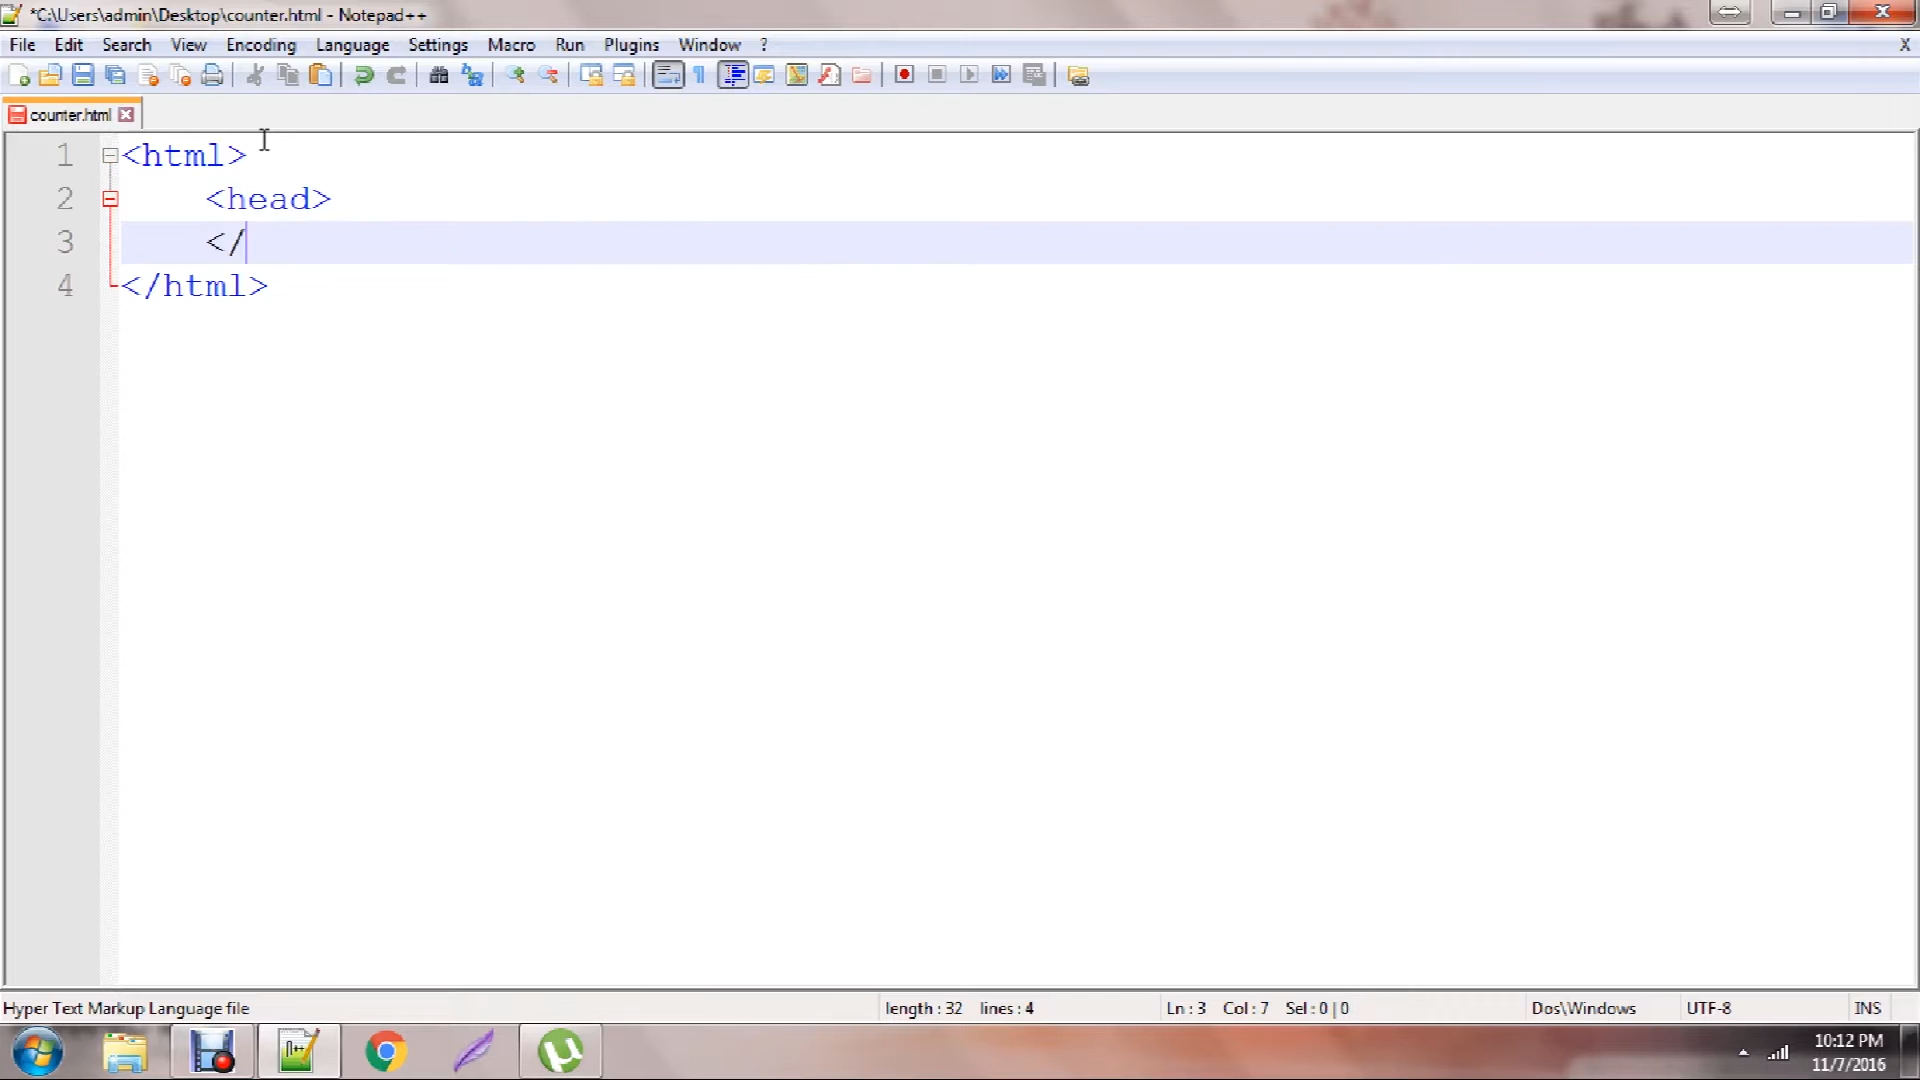 *C:\Users\admin\Desktop\counter.html - Notepad++
File Edit Search View Encoding Language Settings Macro Run Plugins Window ? X
counter.html
1 <html>
2 <head>
3 </
4 </html>
Hyper Text Markup Language file length : 32 lines : 4 Ln : 3 Col : 7 Sel : 0 | 0 Dos\Windows UTF-8 INS
10:12 PM
11/7/2016